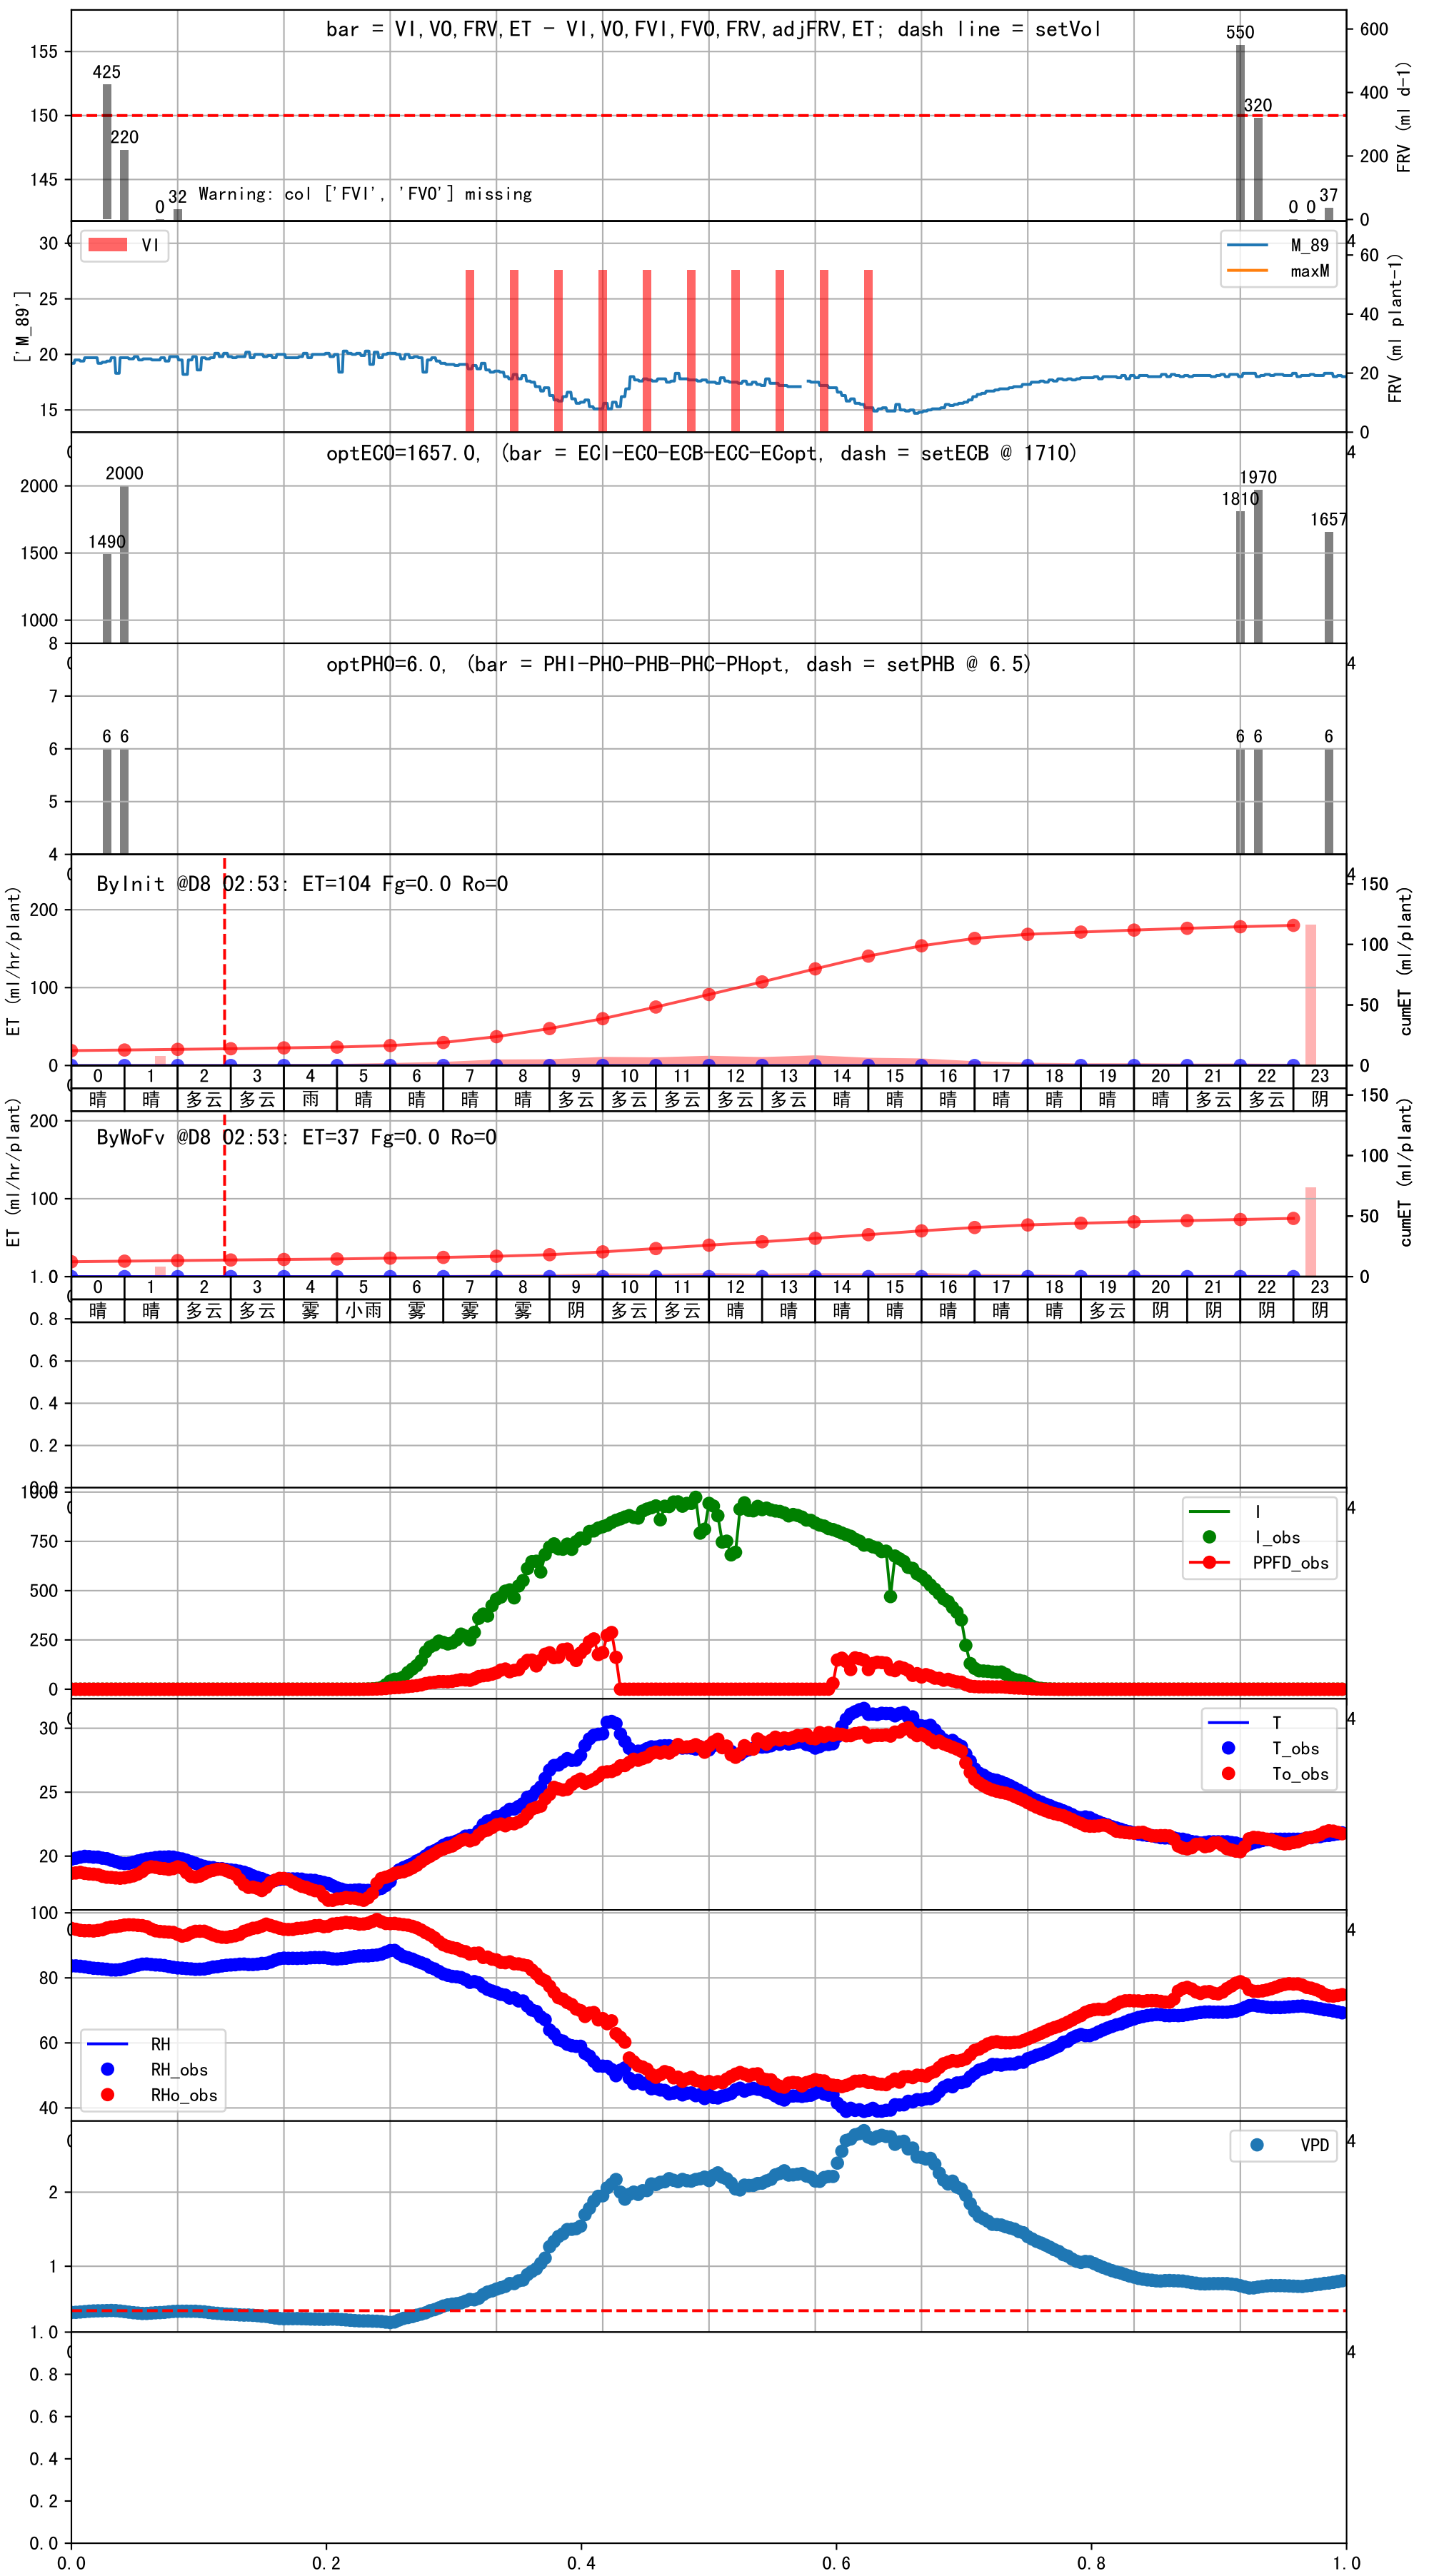 bar = VI,VO,FRV,ET - VI,VO,FVI,FVO,FRV,adjFRV,ET; dash line = setVol
155
150
145
425
220
0
32
Warning: col ['FVI', 'FVO'] missing
550
320
0
0
37
600
400
200
0
FRV (ml d-1)
VI
M_89
maxM
30
25
20
15
['M_89']
4
60
40
20
0
FRV (ml plant-1)
optECO=1657.0, (bar = ECI-ECO-ECB-ECC-ECopt, dash = setECB @ 1710)
4
2000
1500
1000
1490
2000
1810
1970
1657
optPHO=6.0, (bar = PHI-PHO-PHB-PHC-PHopt, dash = setPHB @ 6.5)
4
8
7
6
5
4
6
6
6
6
6
ByInit @D8 02:53: ET=104 Fg=0.0 Ro=0
4
200
100
0
ET (ml/hr/plant)
150
100
50
0
cumET (ml/plant)
0 1 2 3 4 5 6 7 8 9 10 11 12 13 14 15 16 17 18 19 20 21 22 23
晴 晴 多云 多云 雨 晴 晴 晴 晴 多云 多云 多云 多云 多云 晴 晴 晴 晴 晴 晴 晴 多云 多云 阴
ByWoFv @D8 02:53: ET=37 Fg=0.0 Ro=0
200
100
ET (ml/hr/plant)
150
100
50
0
cumET (ml/plant)
0 1 2 3 4 5 6 7 8 9 10 11 12 13 14 15 16 17 18 19 20 21 22 23
晴 晴 多云 多云 雾 小雨 雾 雾 雾 阴 多云 多云 晴 晴 晴 晴 晴 晴 晴 多云 阴 阴 阴 阴
1.0
0.8
0.6
0.4
0.2
0.0
4
1000
750
500
250
0
I
I_obs
PPFD_obs
4
30
25
20
T
T_obs
To_obs
4
100
80
60
40
RH
RH_obs
RHo_obs
4
2
1
VPD
4
1.0
0.8
0.6
0.4
0.2
0.0
0.0 0.2 0.4 0.6 0.8 1.0